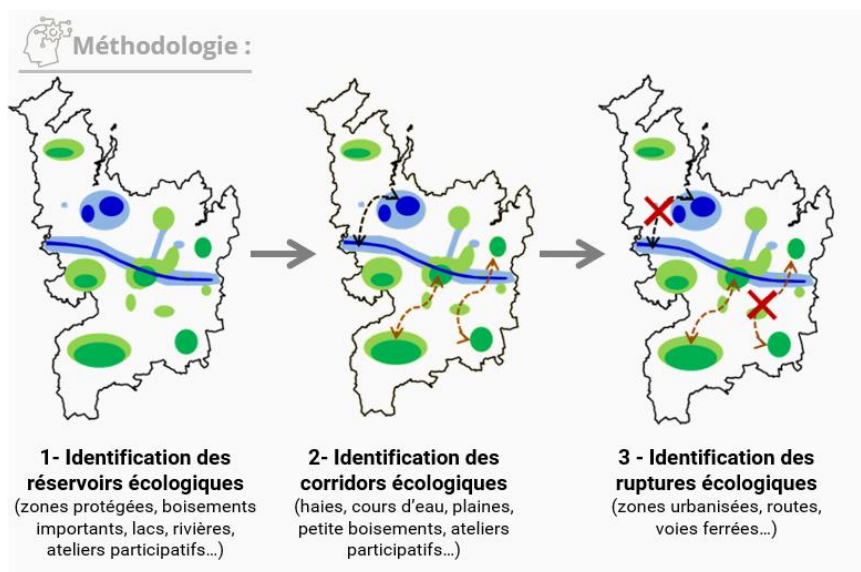 Méthodologie :
1- Identification des
réservoirs écologiques
(zones protégées, boisements
importants, lacs, rivières,
ateliers participatifs…)
2- Identification des
corridors écologiques
(haies, cours d’eau, plaines,
petite boisements, ateliers
participatifs…)
3 - Identification des
ruptures écologiques
(zones urbanisées, routes,
voies ferrées…)